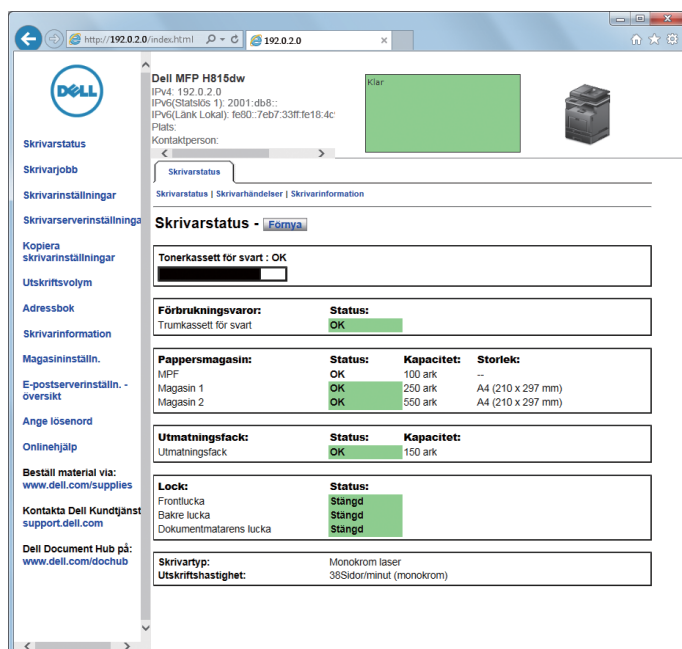 http://192.0.2.0/index.html
192.0.2.0
DELL
Dell MFP H815dw
IPv4: 192.0.2.0
IPv6(Statslös 1): 2001:db8::
IPv6(Länk Lokal): fe80::7eb7:33ff:fe18:4c
Plats:
Kontaktperson:
Klar
Skrivarstatus
Skrivarjobb
Skrivarinställningar
Skrivarserverinställninga
Kopiera
skrivarinställningar
Utskriftsvolym
Adressbok
Skrivarinformation
Magasininställn.
E-postserverinställn. -
översikt
Ange lösenord
Onlinehjälp
Beställ material via:
www.dell.com/supplies
Kontakta Dell Kundtjänst
support.dell.com
Dell Document Hub på:
www.dell.com/dochub
Skrivarstatus
Skrivarstatus | Skrivarhändelser | Skrivarinformation
Skrivarstatus - Förnya
Tonerkassett för svart : OK
Förbrukningsvaror: Status:
Trumkassett för svart OK
Pappersmagasin: Status: Kapacitet: Storlek:
MPF OK 100 ark --
Magasin 1 OK 250 ark A4 (210 x 297 mm)
Magasin 2 OK 550 ark A4 (210 x 297 mm)
Utmatningsfack: Status: Kapacitet:
Utmatningsfack OK 150 ark
Lock: Status:
Frontlucka Stängd
Bakre lucka Stängd
Dokumentmatarens lucka Stängd
Skrivartyp: Monokrom laser
Utskriftshastighet: 38Sidor/minut (monokrom)